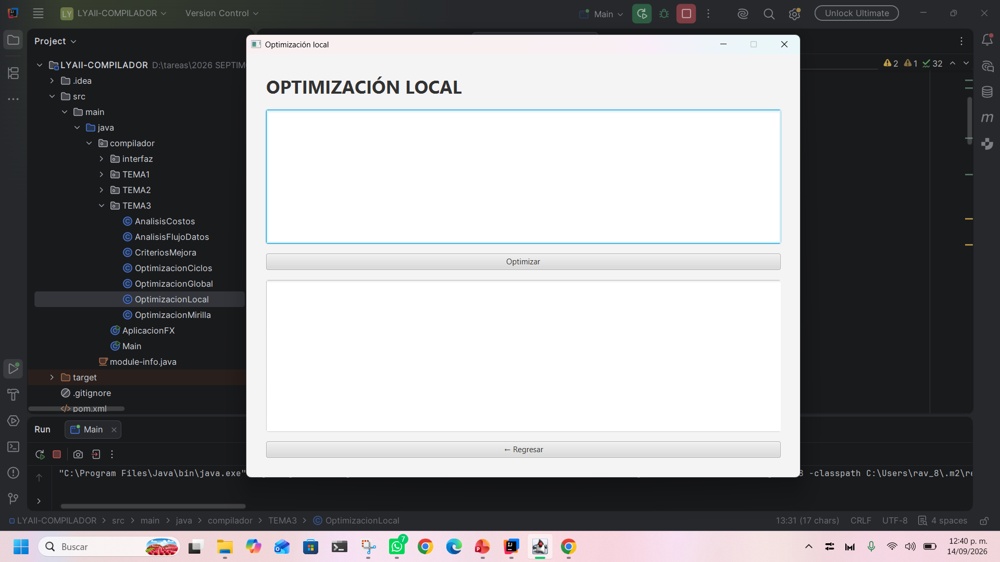 LY LYAII-COMPILADOR
Version Control
Main
Unlock Ultimate
Project
LYAII-COMPILADOR D:\tareas\2026 SEPTIM
.idea
src
main
java
compilador
interfaz
TEMA1
TEMA2
TEMA3
AnalisisCostos
AnalisisFlujoDatos
CriteriosMejora
OptimizacionCiclos
OptimizacionGlobal
OptimizacionLocal
OptimizacionMirilla
AplicacionFX
Main
module-info.java
target
.gitignore
pom.xml
Optimización local
OPTIMIZACIÓN LOCAL
Optimizar
← Regresar
2 1 32
m
Run
Main
"C:\Program Files\Java\bin\java.exe"
8 -classpath C:\Users\rav_8\.m2\re
LYAII-COMPILADOR > src > main > java > compilador > TEMA3 > OptimizacionLocal
13:31 (17 chars) CRLF UTF-8 4 spaces
Buscar
7
12:40 p. m.
14/09/2026